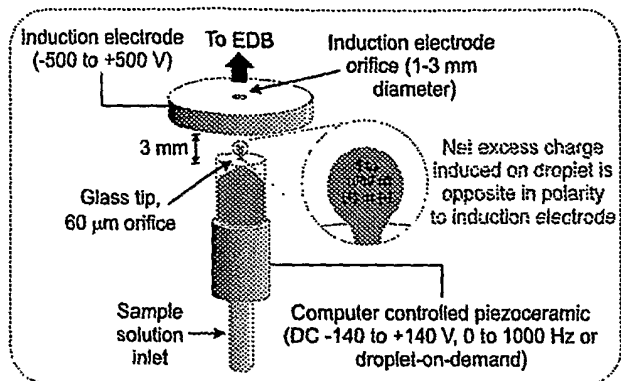 Induction electrode
(-500 to +500 V)
To EDB
Induction electrode
orifice (1-3 mm
diameter)
3 mm
Glass tip,
60 μm orifice
Net excess charge
induced on droplet is
opposite in polarity
to induction electrode
Sample
solution
inlet
Computer controlled piezoceramic
(DC -140 to +140 V, 0 to 1000 Hz or
droplet-on-demand)